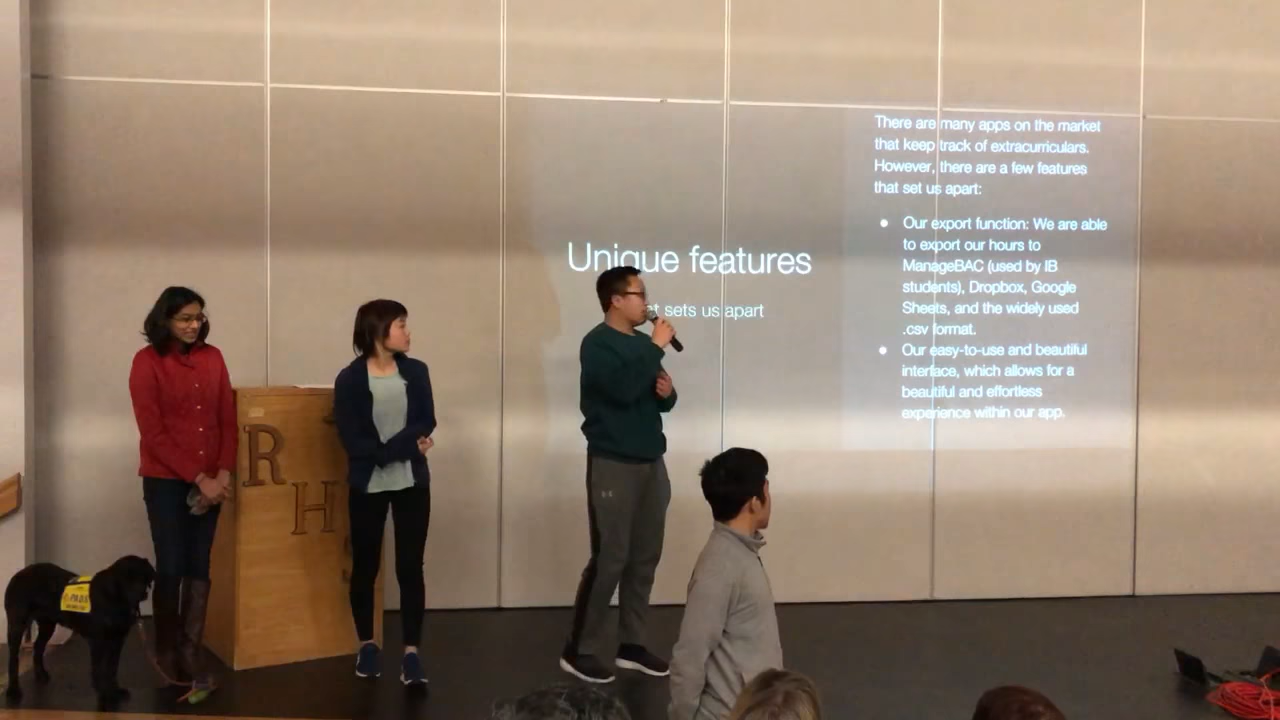 Unique features
sets us apart
There are many apps on the market
that keep track of extracurriculars.
However, there are a few features
that set us apart:
● Our export function: We are able
to export our hours to
ManageBAC (used by IB
students), Dropbox, Google
Sheets, and the widely used
.csv format.
● Our easy-to-use and beautiful
interface, which allows for a
beautiful and effortless
experience within our app.
R
H
PADS